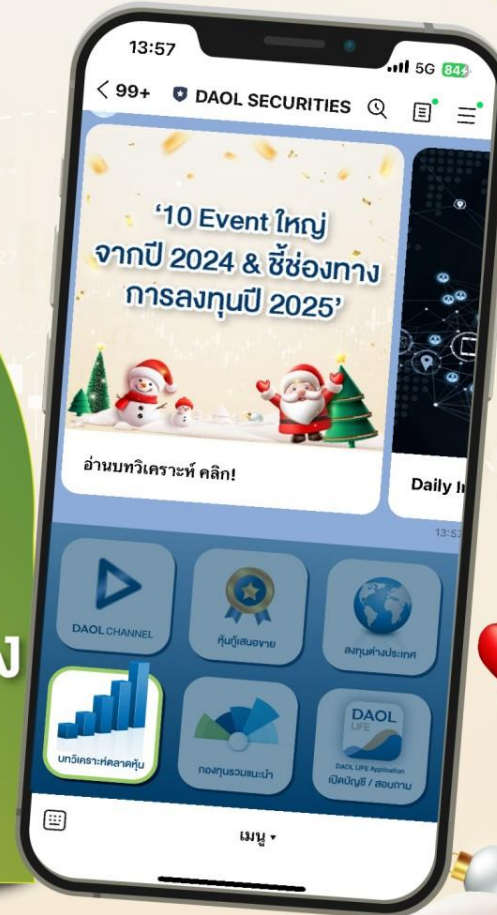 13:57
5G 84
99+ DAOL SECURITIES
'10 Event ใหญ่
จากปี 2024 & ชี้ช่องทาง
การลงทุนปี 2025'
อ่านบทวิเคราะห์ คลิก!
Daily
13:57
DAOL CHANNEL
หุ้นกู้เสนอขาย
ลงทุนต่างประเทศ
บทวิเคราะห์ตลาดหุ้น
กองทุนรวมแนะนำ
DAOL
LIFE
DAOL LIFE Application
เปิดบัญชี / สอบถาม
เมนู